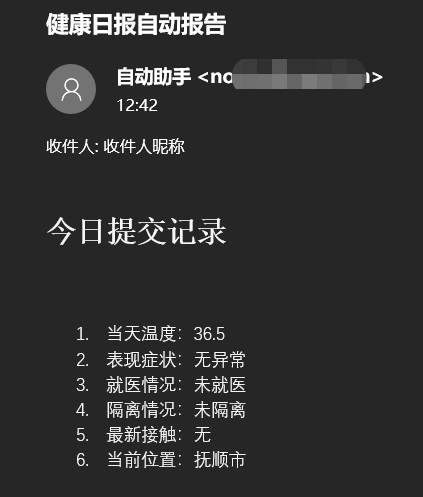 健康日报自动报告
自动助手 <no >
12:42
收件人: 收件人昵称
今日提交记录
1. 当天温度：36.5
2. 表现症状：无异常
3. 就医情况：未就医
4. 隔离情况：未隔离
5. 最新接触：无
6. 当前位置：抚顺市